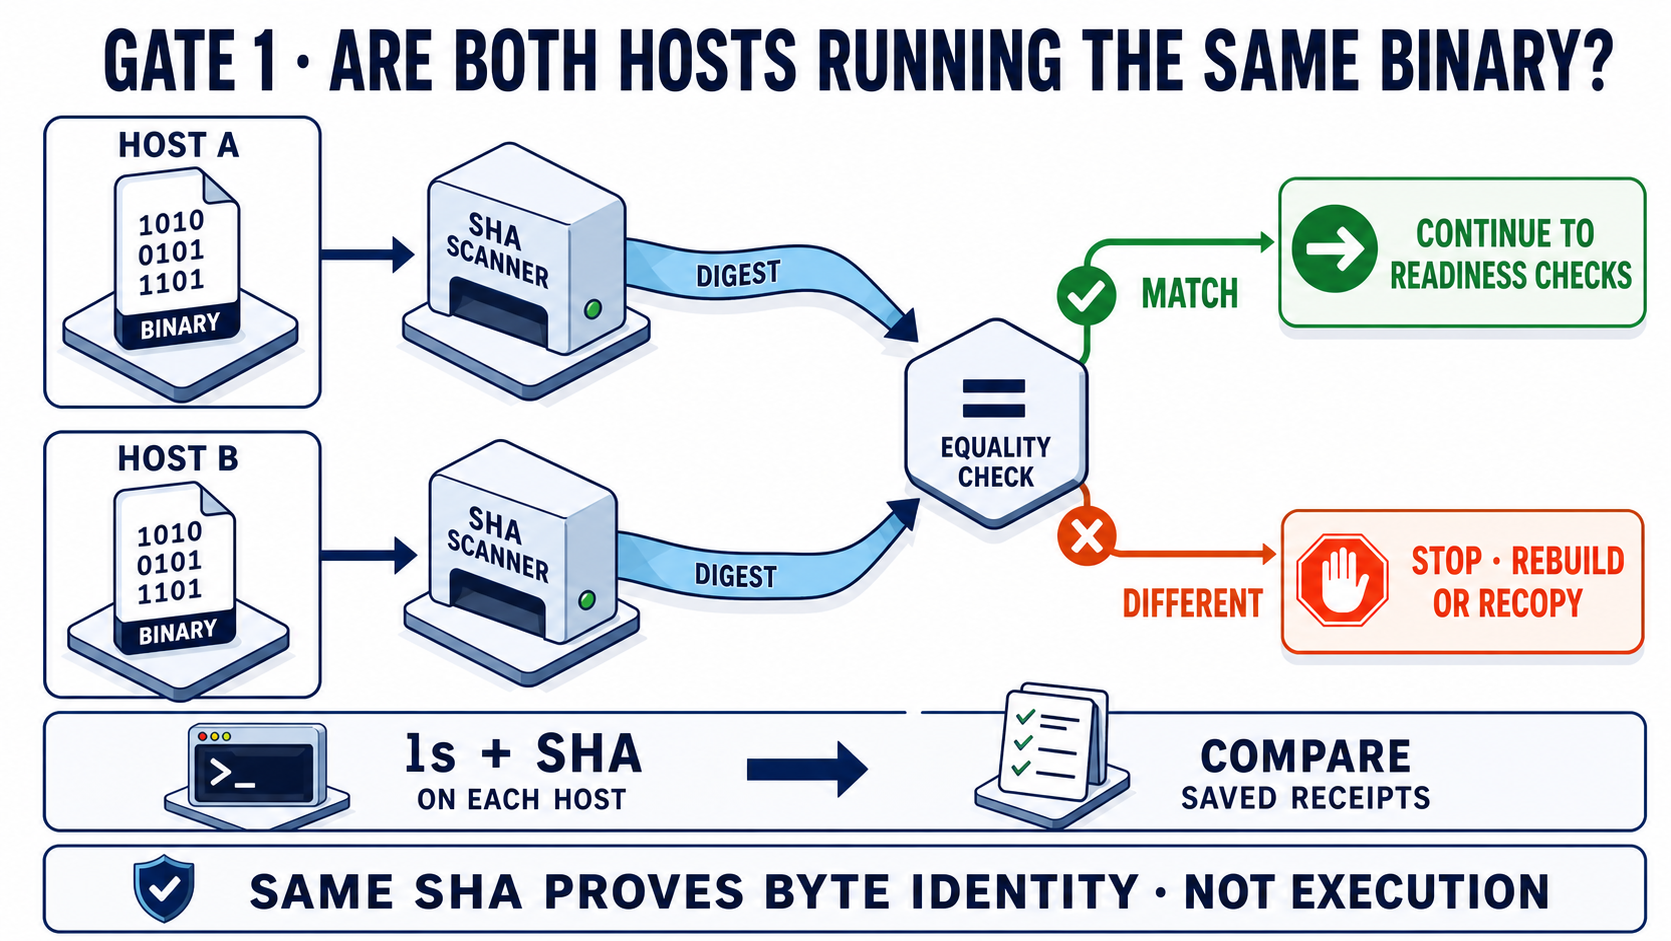 GATE 1 · ARE BOTH HOSTS RUNNING THE SAME BINARY?
HOST A
1010
0101
1101
BINARY
SHA
SCANNER
DIGEST
MATCH
CONTINUE TO
READINESS CHECKS
=
EQUALITY
CHECK
HOST B
1010
0101
1101
BINARY
SHA
SCANNER
DIGEST
DIFFERENT
STOP · REBUILD
OR RECOPY
>_
ls + SHA
ON EACH HOST
COMPARE
SAVED RECEIPTS
SAME SHA PROVES BYTE IDENTITY · NOT EXECUTION